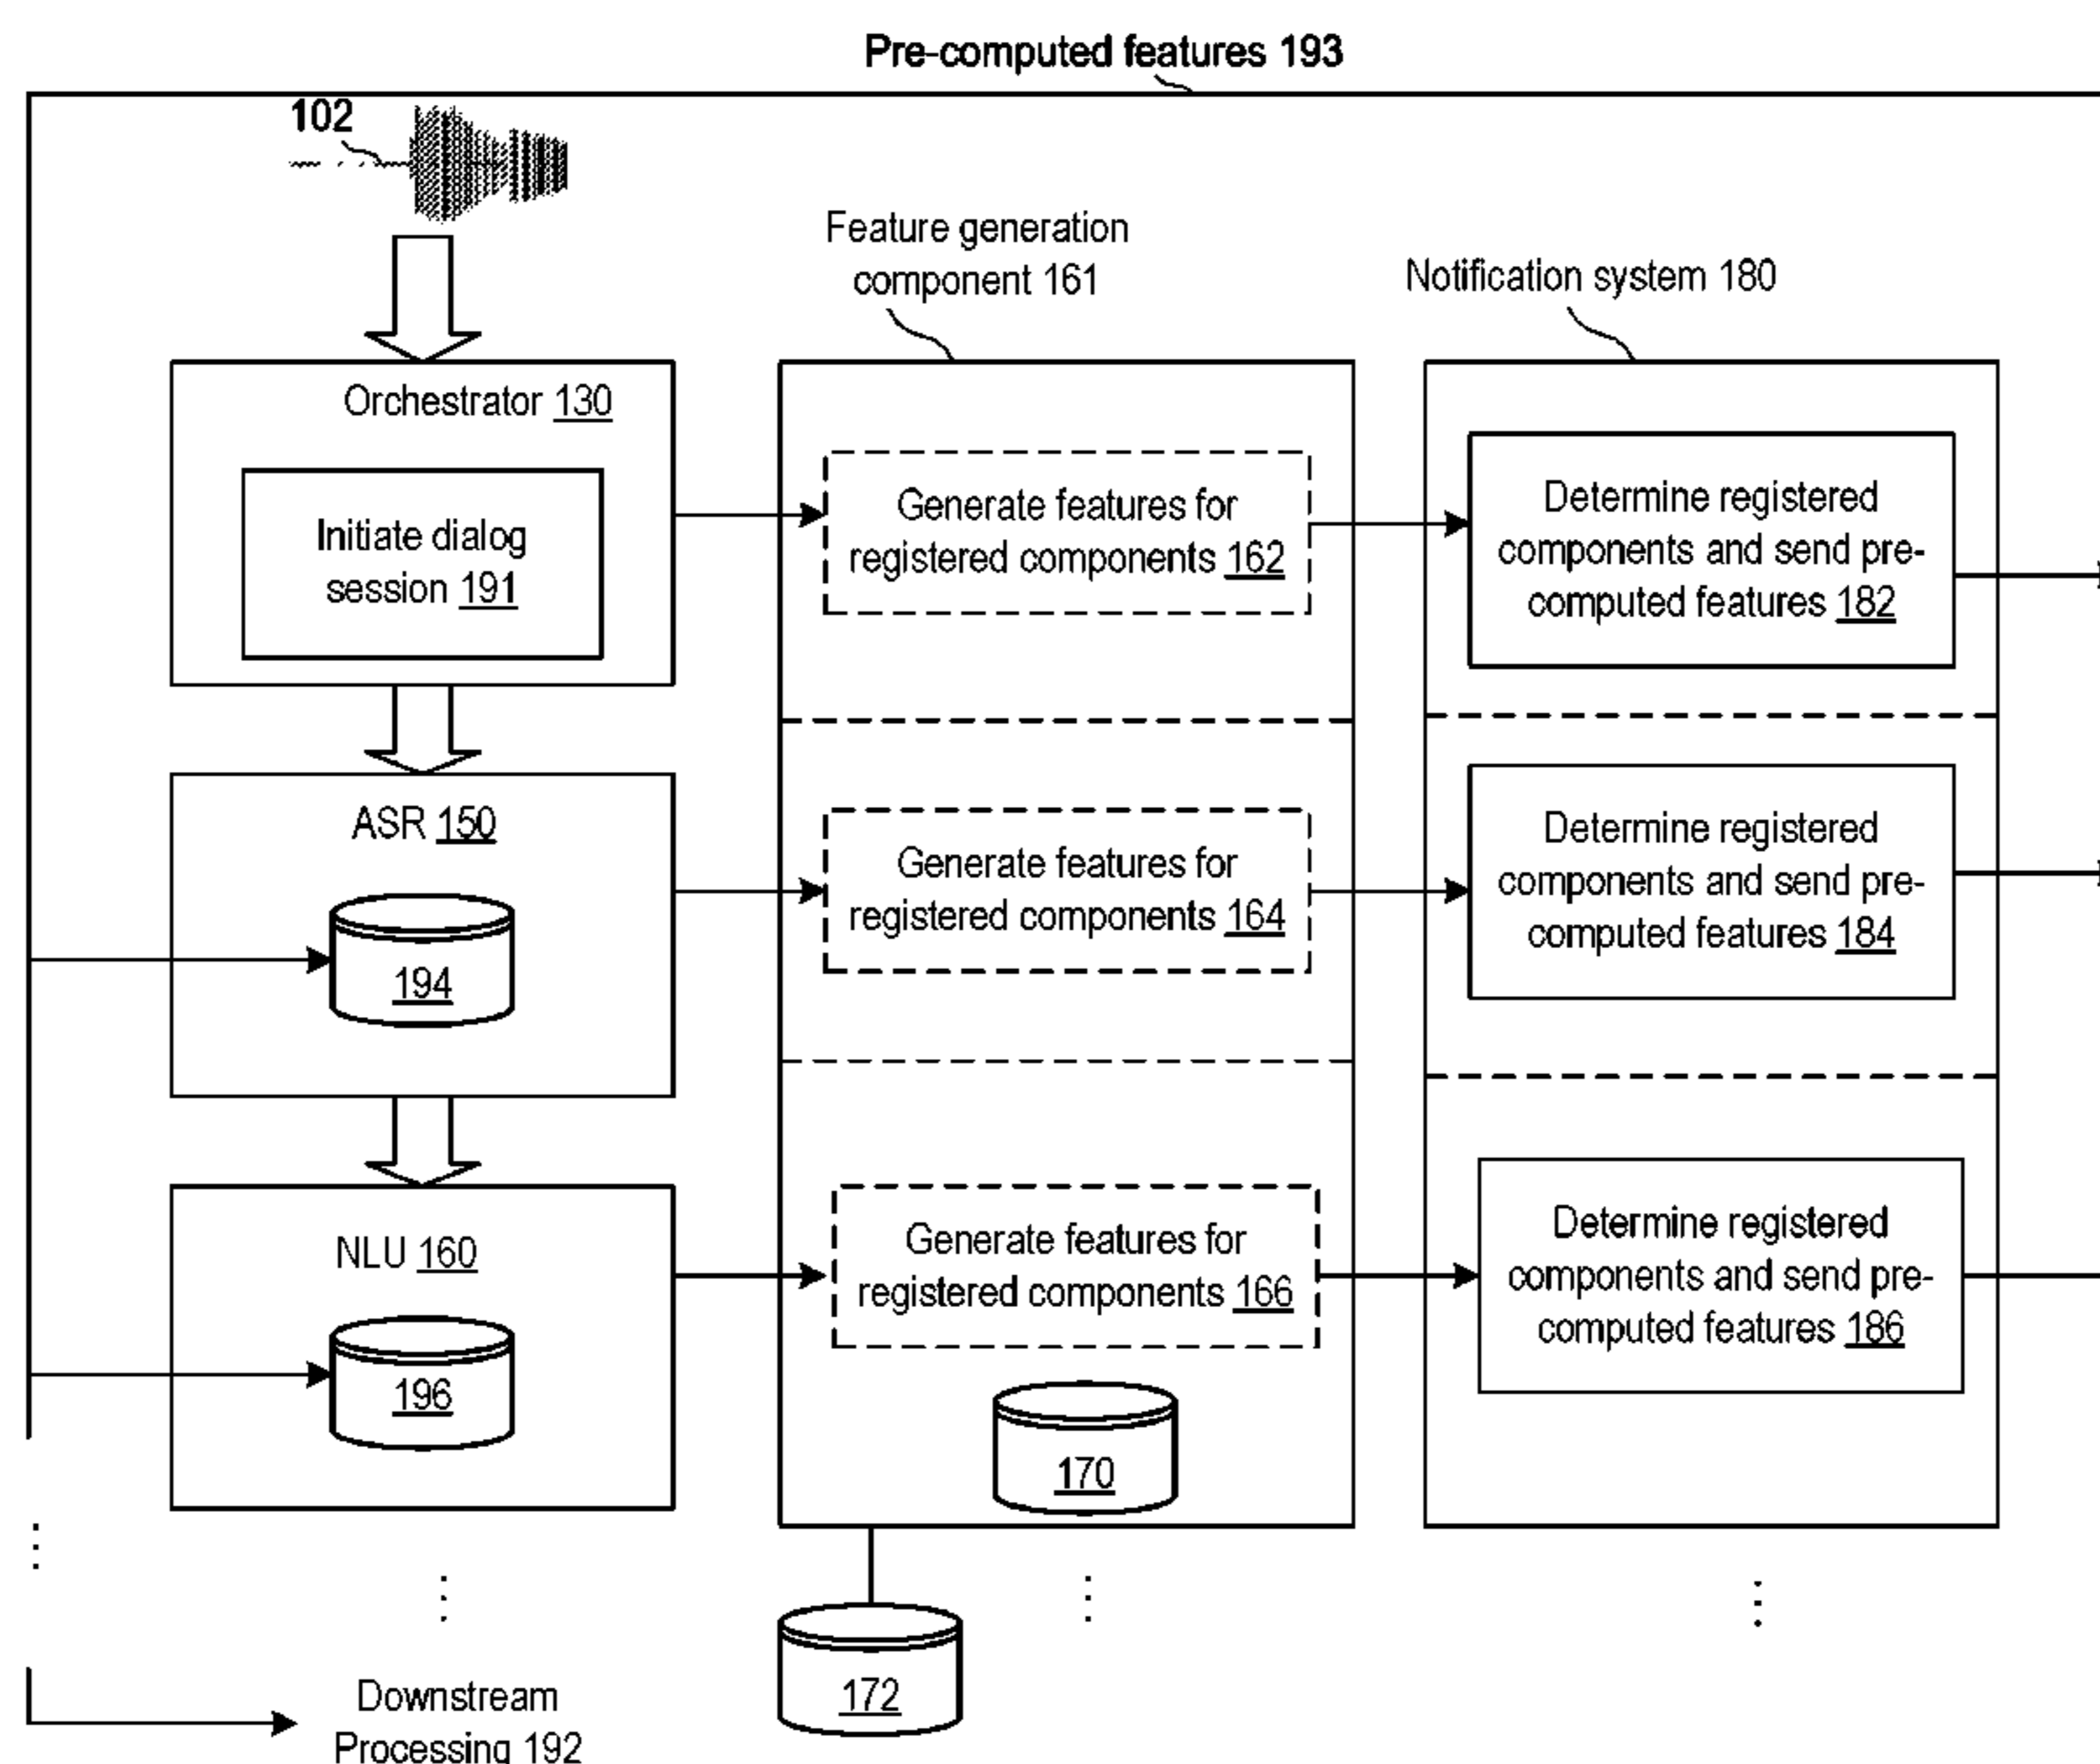 Pre-computed features 193
102
Feature generation
component 161
Notification system 180
Orchestrator 130
Initiate dialog
session 191
Generate features for
registered components 162
Determine registered
components and send pre-
computed features 182
ASR 150
194
Generate features for
registered components 164
Determine registered
components and send pre-
computed features 184
NLU 160
196
Generate features for
registered components 166
170
Determine registered
components and send pre-
computed features 186
172
Downstream
Processing 192